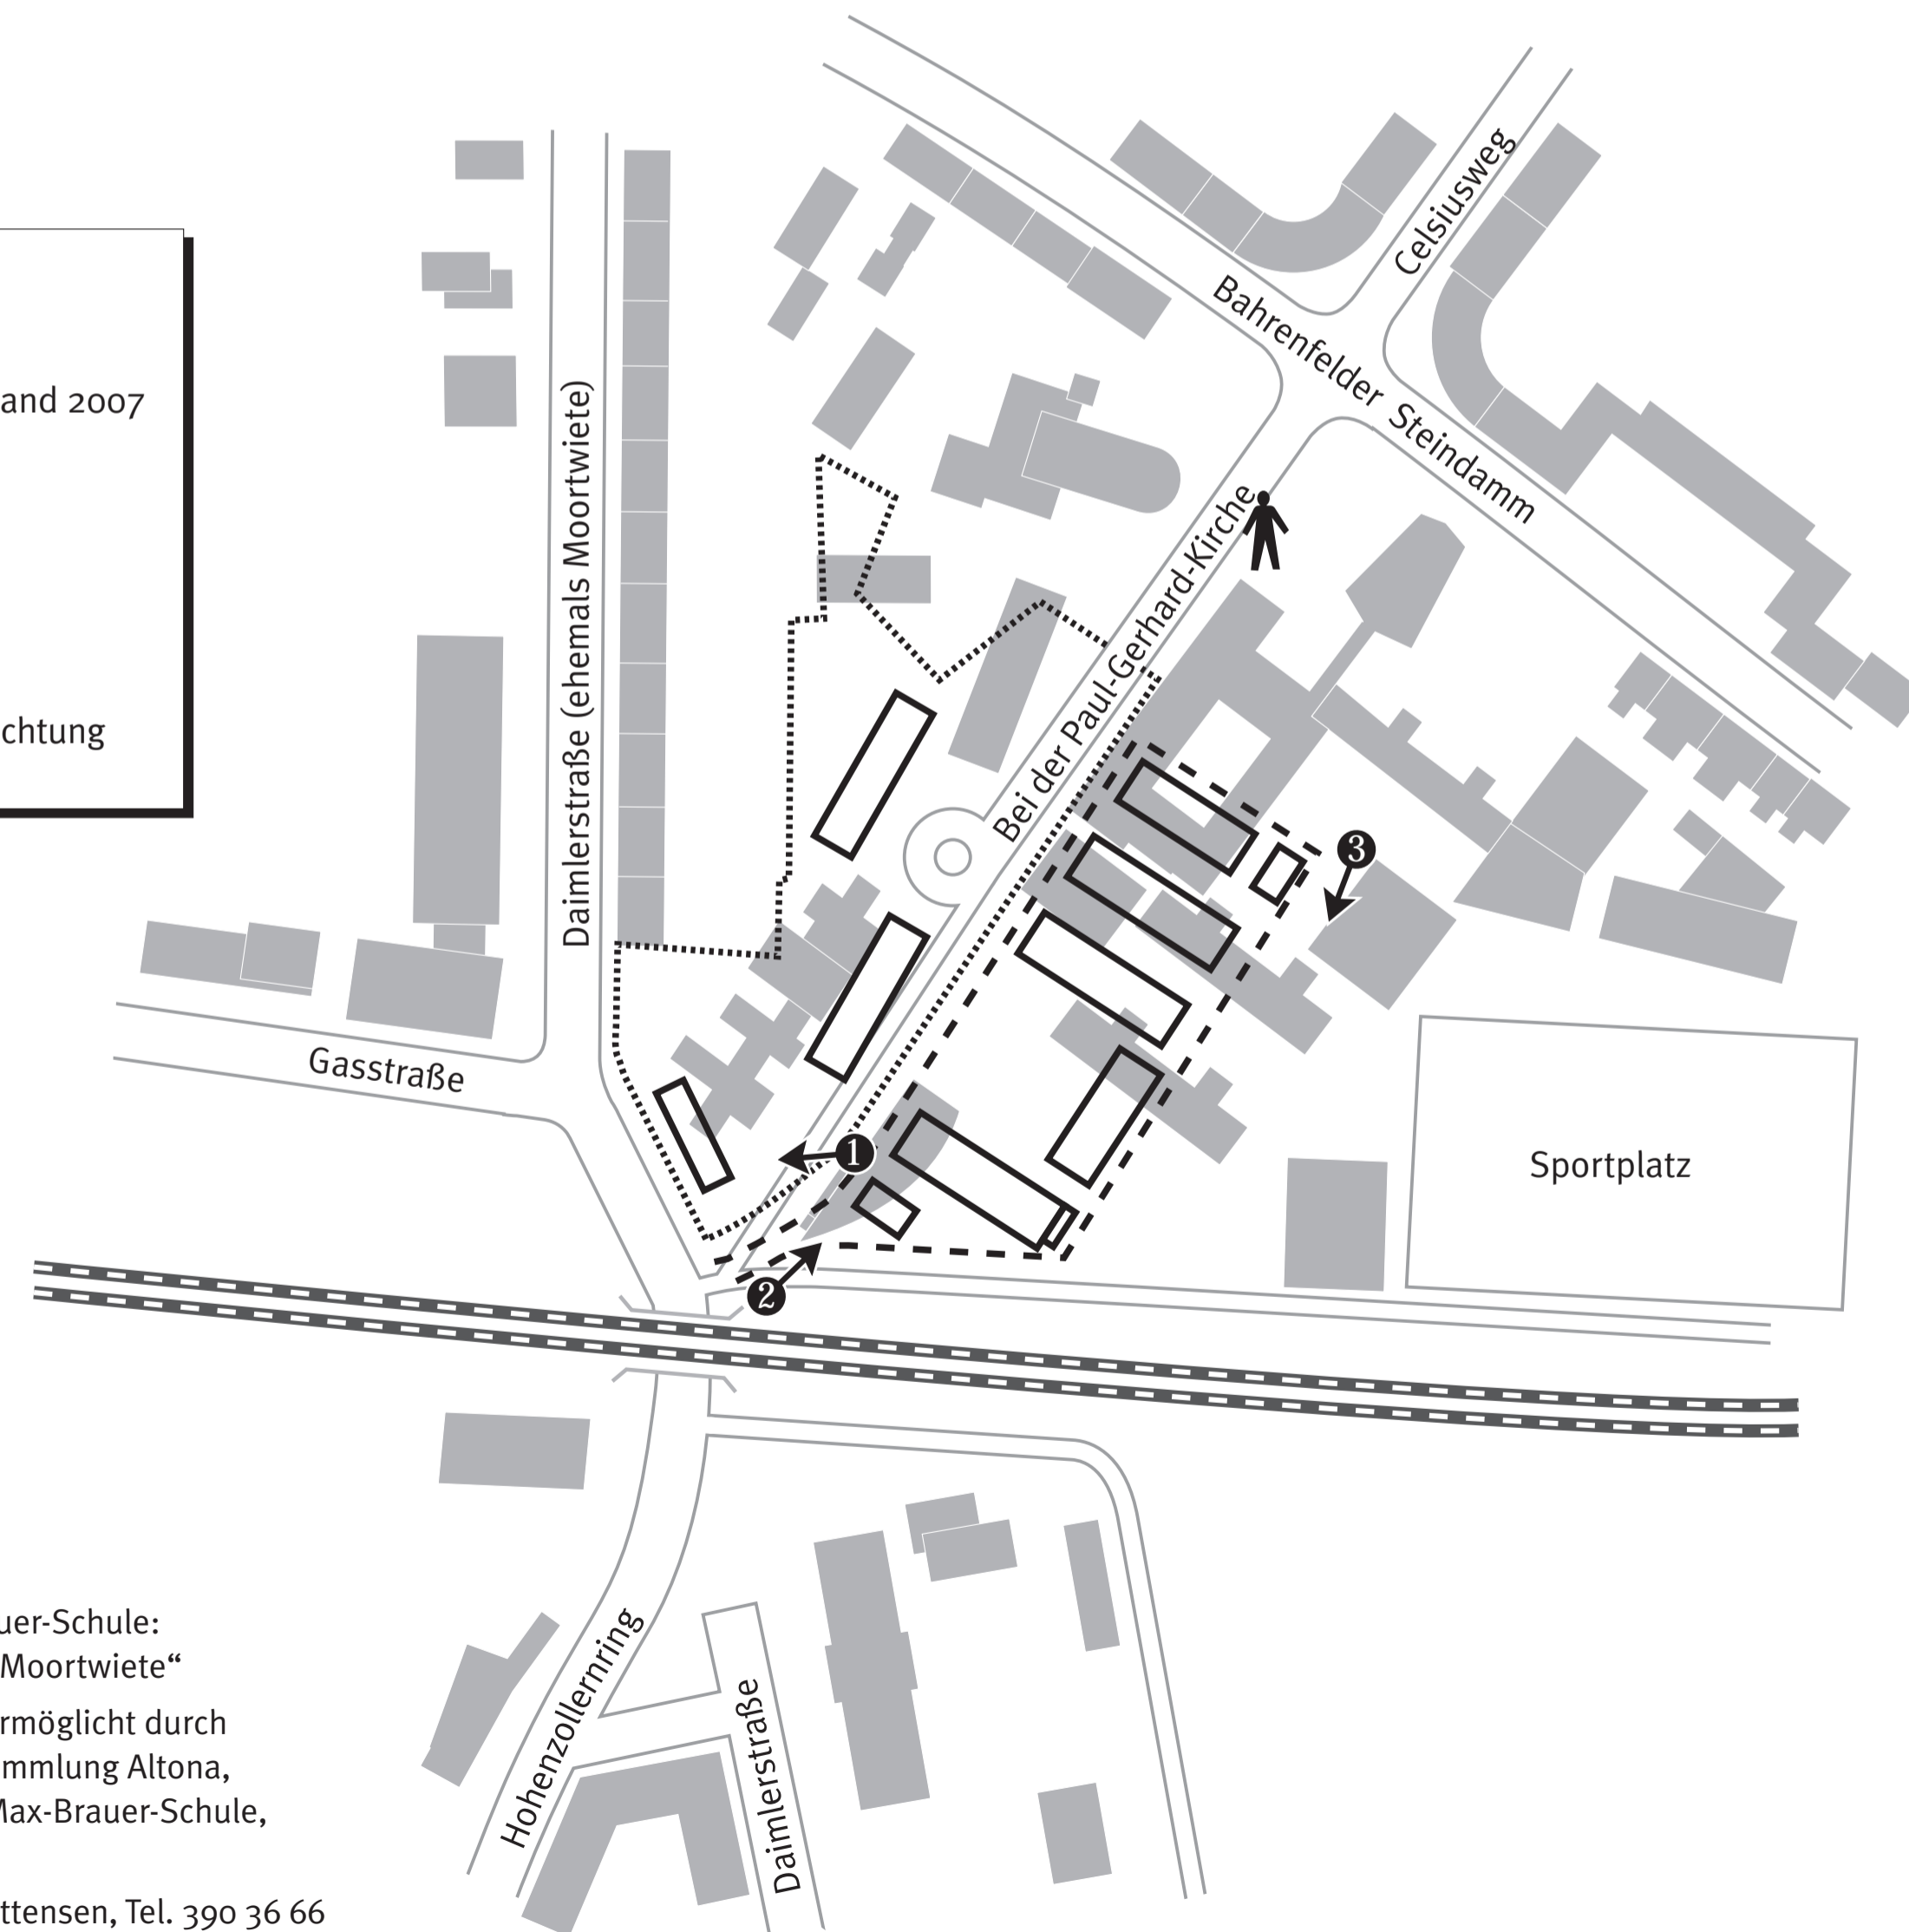 and 2007
chtung
Daimlerstraße (ehemals Moortwiete)
Celsiusweg
Bahrenfelder Steindamm
Bei der Paul-Gerhard-Kirche
3
Gasstraße
1
Sportplatz
2
Hohenzollernring
Daimlerstraße
uer-Schule:
Moortwiete“
rmöglicht durch
mmlung Altona,
Max-Brauer-Schule,
ttensen, Tel. 390 36 66